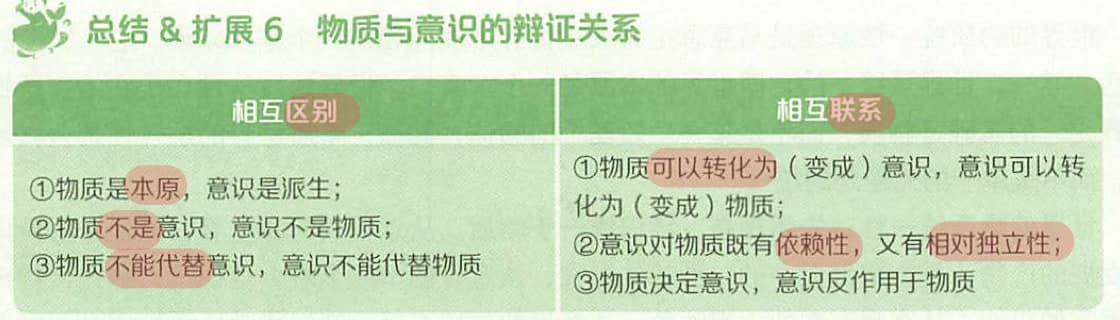 总结 & 扩展 6 物质与意识的辩证关系
相互区别
①物质是本原，意识是派生；
②物质不是意识，意识不是物质；
③物质不能代替意识，意识不能代替物质
相互联系
①物质可以转化为（变成）意识，意识可以转
化为（变成）物质；
②意识对物质既有依赖性，又有相对独立性；
③物质决定意识，意识反作用于物质